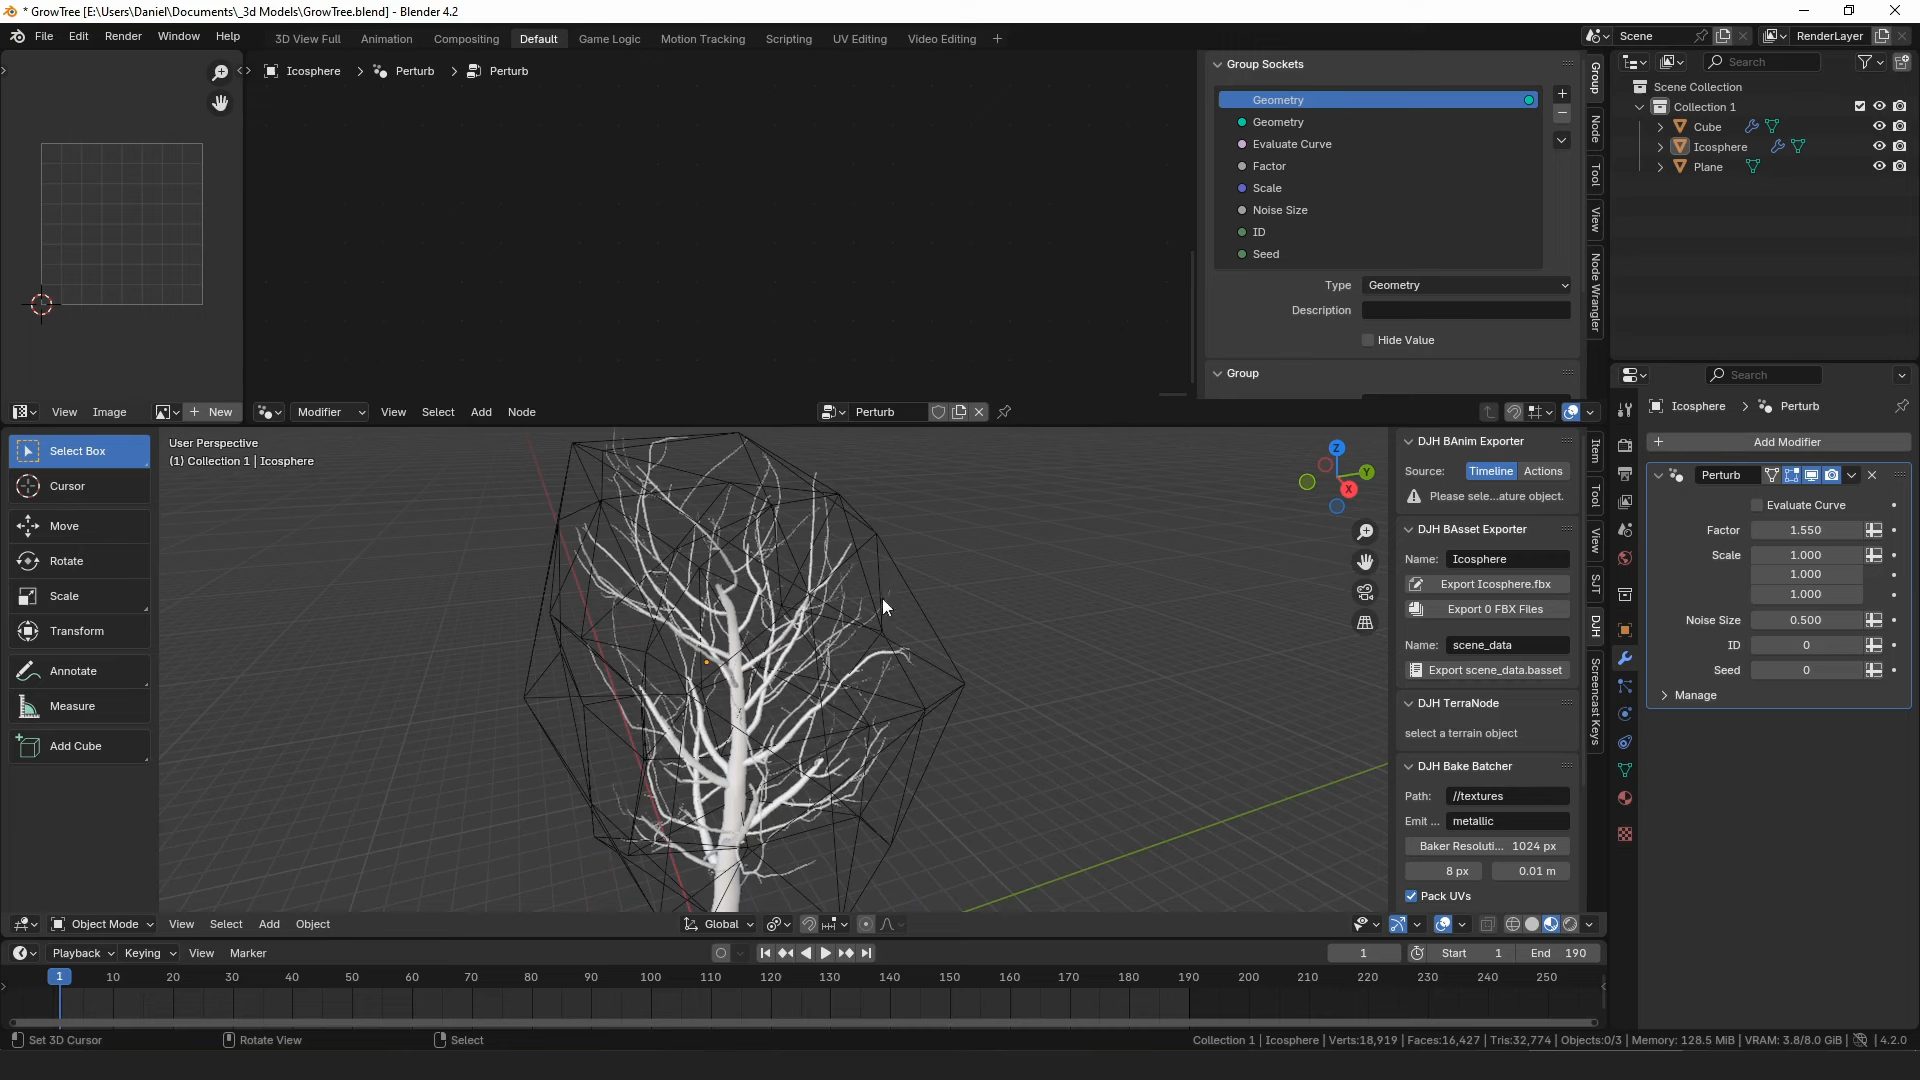 * GrowTree [E:\Users\Daniel\Documents\_3d Models\GrowTree.blend] - Blender 4.2
File Edit Render Window Help
3D View Full Animation Compositing Default Game Logic Motion Tracking Scripting UV Editing Video Editing
Scene
RenderLayer
Icosphere Perturb Perturb
Group Sockets
Geometry
Geometry
Evaluate Curve
Factor
Scale
Noise Size
ID
Seed
Type Geometry
Description
Hide Value
Group
Group
Node
Tool
View
Node Wrangler
Search
Scene Collection
Collection 1
Cube
Icosphere
Plane
View Image New
Modifier View Select Add Node
Perturb
Search
Icosphere Perturb
Add Modifier
Perturb
Evaluate Curve
Factor 1.550
Scale 1.000
1.000
1.000
Noise Size 0.500
ID 0
Seed 0
Manage
Select Box
Cursor
Move
Rotate
Scale
Transform
Annotate
Measure
Add Cube
User Perspective
(1) Collection 1 | Icosphere
Z
Y
X
DJH BAnim Exporter
Source: Timeline Actions
Please sele...ature object.
DJH BAsset Exporter
Name: Icosphere
Export Icosphere.fbx
Export 0 FBX Files
Name: scene_data
Export scene_data.basset
DJH TerraNode
select a terrain object
DJH Bake Batcher
Path: //textures
Emit ... metallic
Baker Resoluti... 1024 px
8 px 0.01 m
Pack UVs
Item
Tool
View
SJT
DJH
Screencast Keys
Object Mode View Select Add Object
Global
Playback Keying View Marker
1 Start 1 End 190
1 10 20 30 40 50 60 70 80 90 100 110 120 130 140 150 160 170 180 190 200 210 220 230 240 250
Set 3D Cursor Rotate View Select
Collection 1 | Icosphere | Verts:18,919 | Faces:16,427 | Tris:32,774 | Objects:0/3 | Memory: 128.5 MiB | VRAM: 3.8/8.0 GiB | 4.2.0